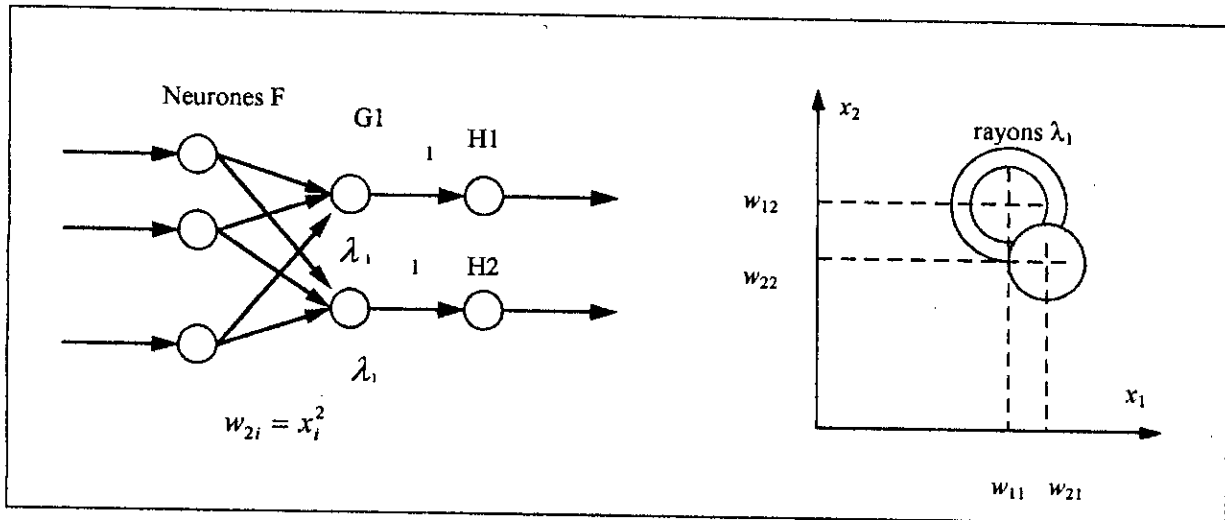 Neurones F
G1
1
H1
λ₁
1
H2
λ₁
w₂ᵢ = xᵢ²
x₂
rayons λ₁
w₁₂
w₂₂
x₁
w₁₁ w₂₁